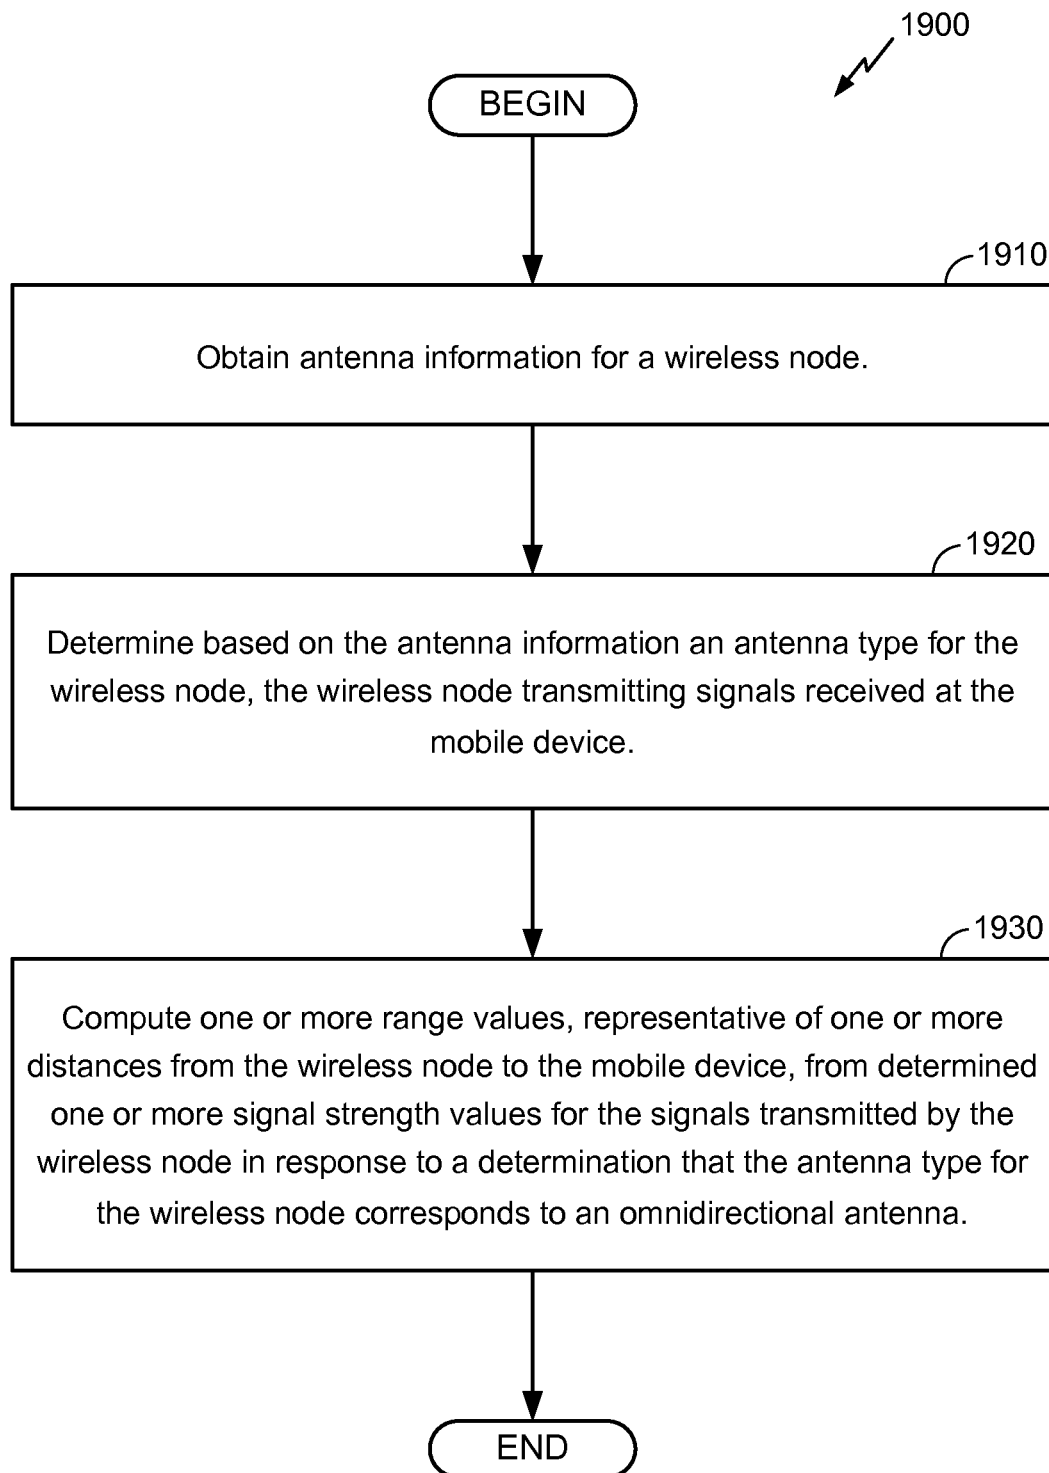 1900
BEGIN
1910
Obtain antenna information for a wireless node.
1920
Determine based on the antenna information an antenna type for the
wireless node, the wireless node transmitting signals received at the
mobile device.
1930
Compute one or more range values, representative of one or more
distances from the wireless node to the mobile device, from determined
one or more signal strength values for the signals transmitted by the
wireless node in response to a determination that the antenna type for
the wireless node corresponds to an omnidirectional antenna.
END